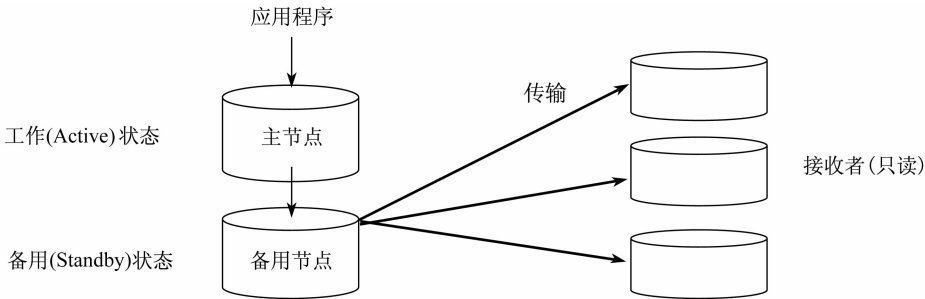 应用程序
传输
工作(Active)状态
主节点
接收者(只读)
备用(Standby)状态
备用节点